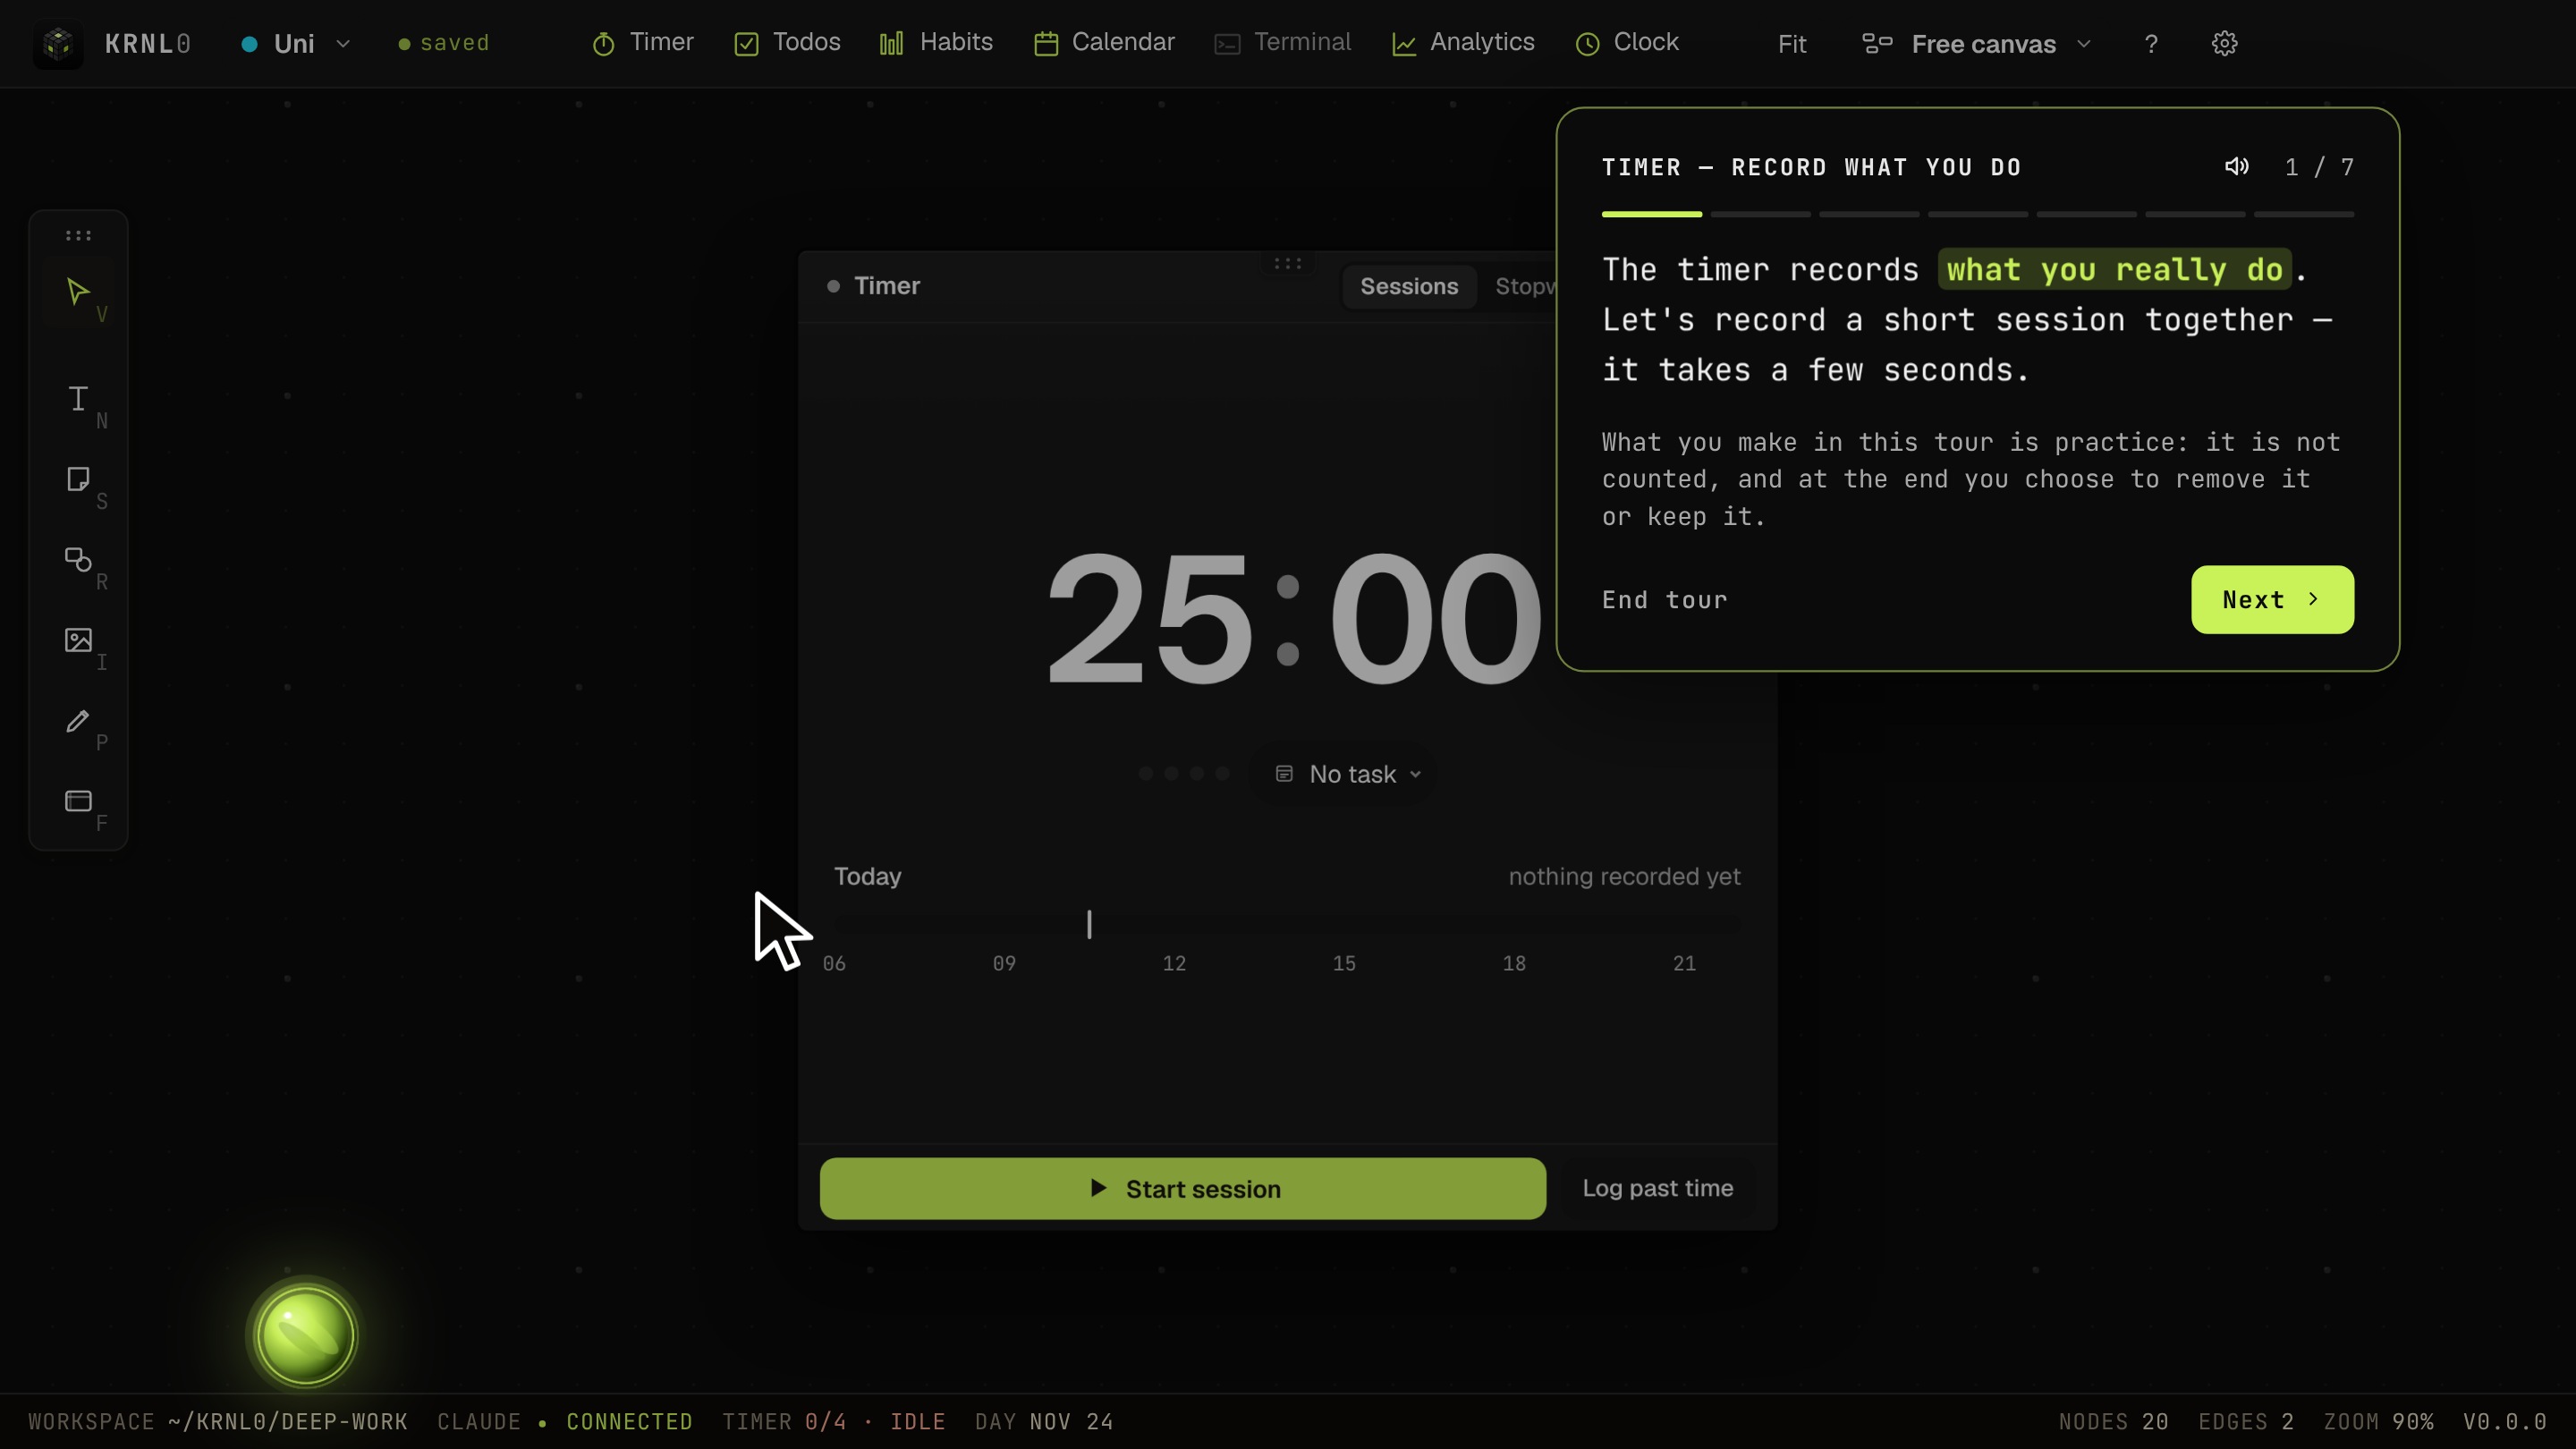 KRNL0 Uni saved Timer Todos Habits Calendar Terminal Analytics Clock Fit Free canvas ?
V
N
S
R
I
P
F
Timer Sessions
25:00
No task
Today nothing recorded yet
06 09 12 15 18 21
Start session Log past time
TIMER — RECORD WHAT YOU DO 1 / 7
The timer records what you really do.
Let's record a short session together —
it takes a few seconds.
What you make in this tour is practice: it is not
counted, and at the end you choose to remove it
or keep it.
End tour Next
WORKSPACE ~/KRNL0/DEEP-WORK CLAUDE • CONNECTED TIMER 0/4 · IDLE DAY NOV 24 NODES 20 EDGES 2 ZOOM 90% V0.0.0